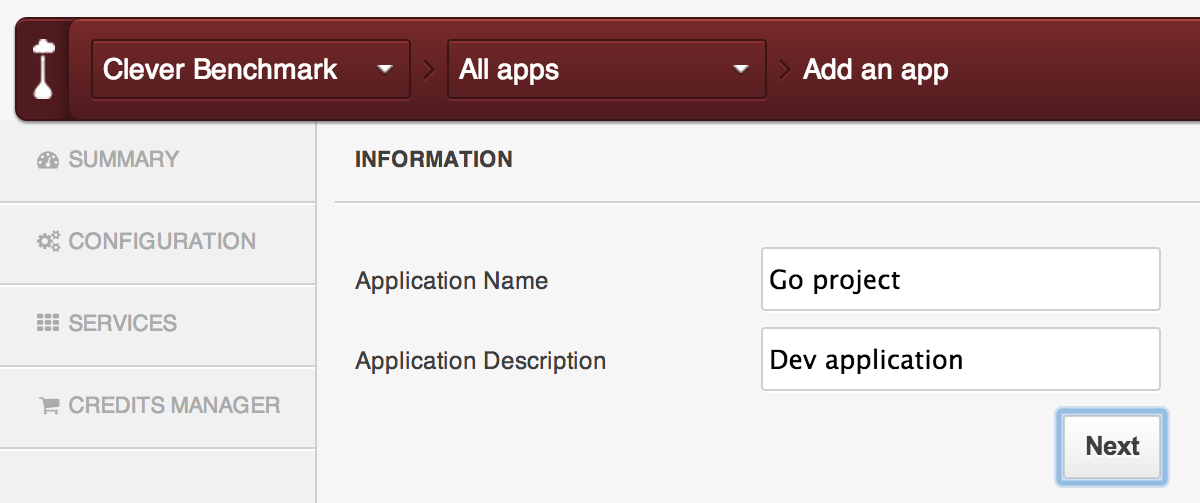 Clever Benchmark
All apps
Add an app
SUMMARY
CONFIGURATION
SERVICES
CREDITS MANAGER
INFORMATION
Application Name
Go project
Application Description
Dev application
Next